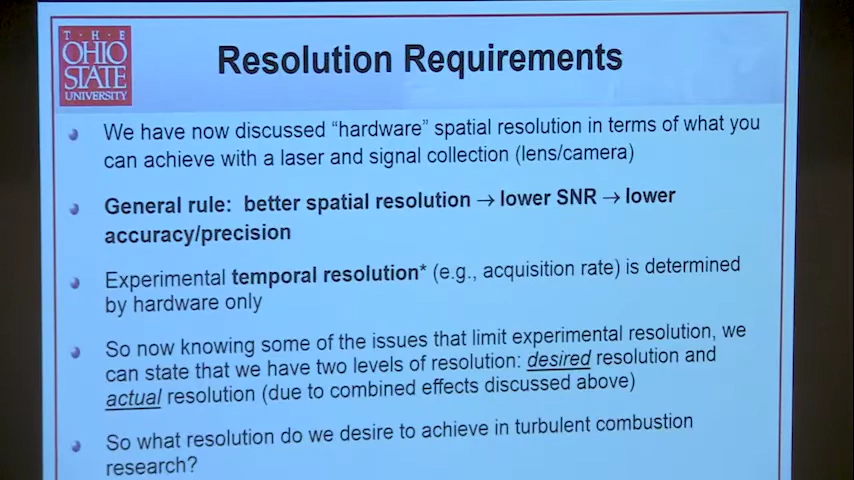 T · H · E
OHIO
STATE
UNIVERSITY
Resolution Requirements
We have now discussed “hardware” spatial resolution in terms of what you
can achieve with a laser and signal collection (lens/camera)
General rule: better spatial resolution → lower SNR → lower
accuracy/precision
Experimental temporal resolution* (e.g., acquisition rate) is determined
by hardware only
So now knowing some of the issues that limit experimental resolution, we
can state that we have two levels of resolution: desired resolution and
actual resolution (due to combined effects discussed above)
So what resolution do we desire to achieve in turbulent combustion
research?